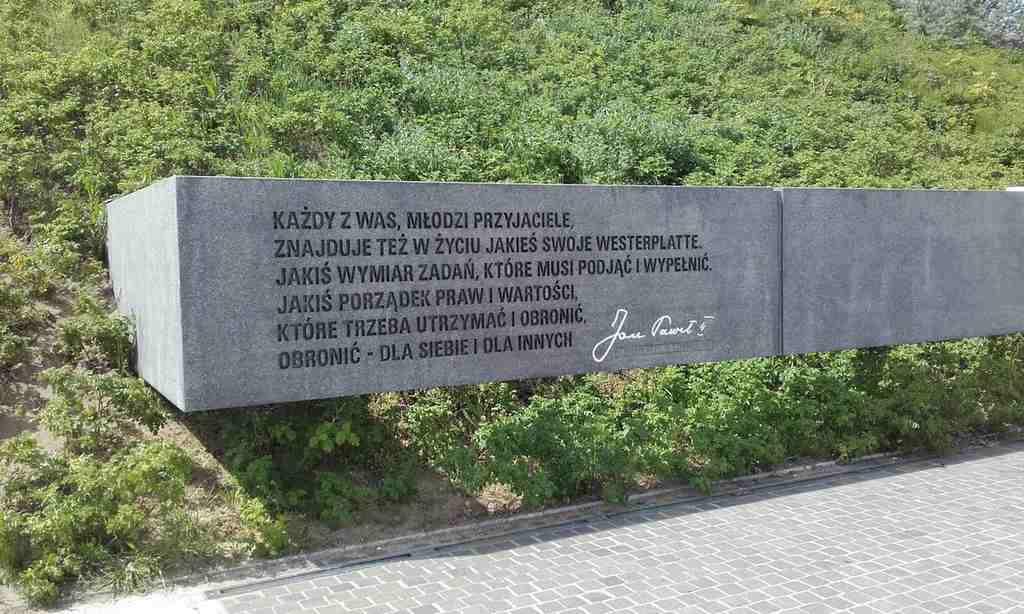 KAŻDY Z WAS, MŁODZI PRZYJACIELE,
ZNAJDUJE TEŻ W ŻYCIU JAKIEŚ SWOJE WESTERPLATTE.
JAKIŚ WYMIAR ZADAŃ, KTÓRE MUSI PODJĄĆ I WYPEŁNIĆ.
JAKIŚ PORZĄDEK PRAW I WARTOŚCI,
KTÓRE TRZEBA UTRZYMAĆ I OBRONIĆ.
OBRONIĆ - DLA SIEBIE I DLA INNYCH
Jan Paweł II